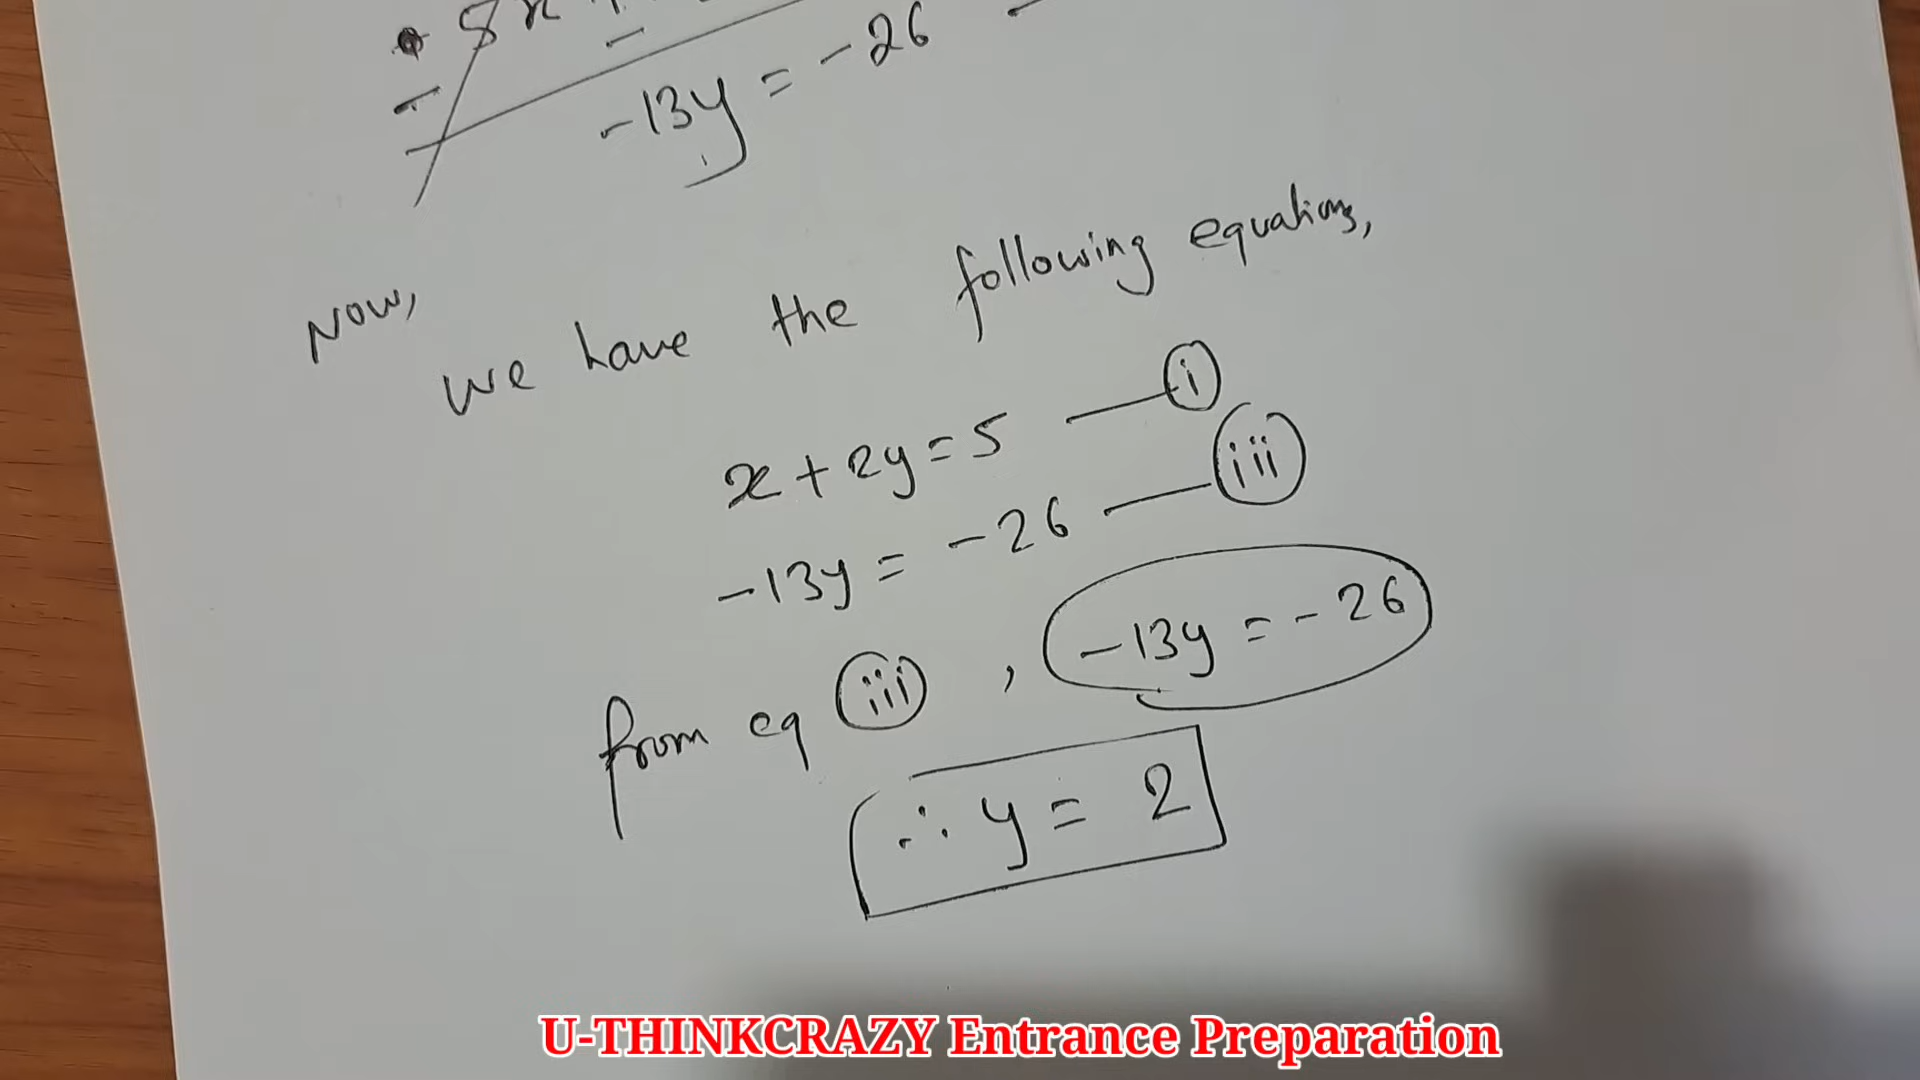 -13y = -26
Now,
we have the following equations,
x + 2y = 5 — i
-13y = -26 — iii
from eq iii , -13y = -26
∴ y = 2
U-THINKCRAZY Entrance Preparation